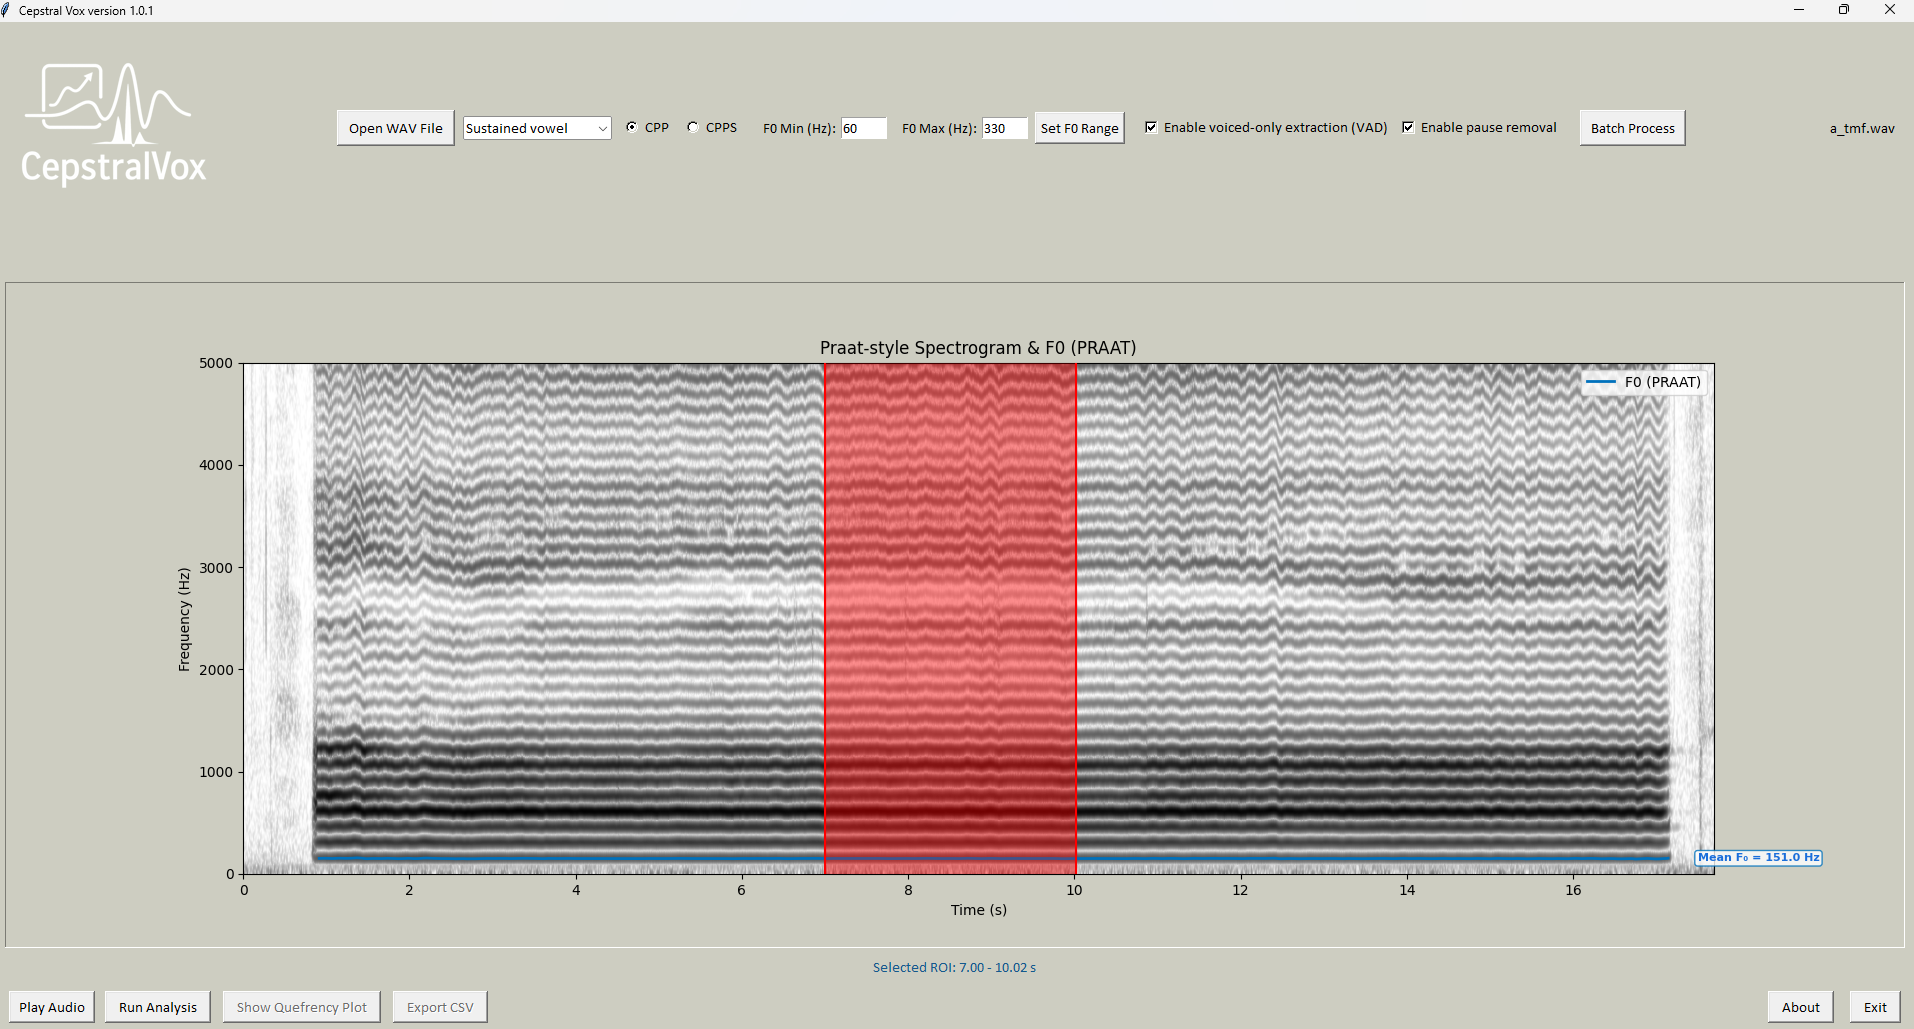 Cepstral Vox version 1.0.1
CepstralVox
Open WAV File
Sustained vowel
CPP
CPPS
F0 Min (Hz): 60
F0 Max (Hz): 330
Set F0 Range
Enable voiced-only extraction (VAD)
Enable pause removal
Batch Process
a_tmf.wav
Praat-style Spectrogram & F0 (PRAAT)
F0 (PRAAT)
5000
4000
3000
2000
1000
0
Frequency (Hz)
Mean F₀ = 151.0 Hz
0 2 4 6 8 10 12 14 16
Time (s)
Selected ROI: 7.00 - 10.02 s
Play Audio
Run Analysis
Show Quefrency Plot
Export CSV
About
Exit